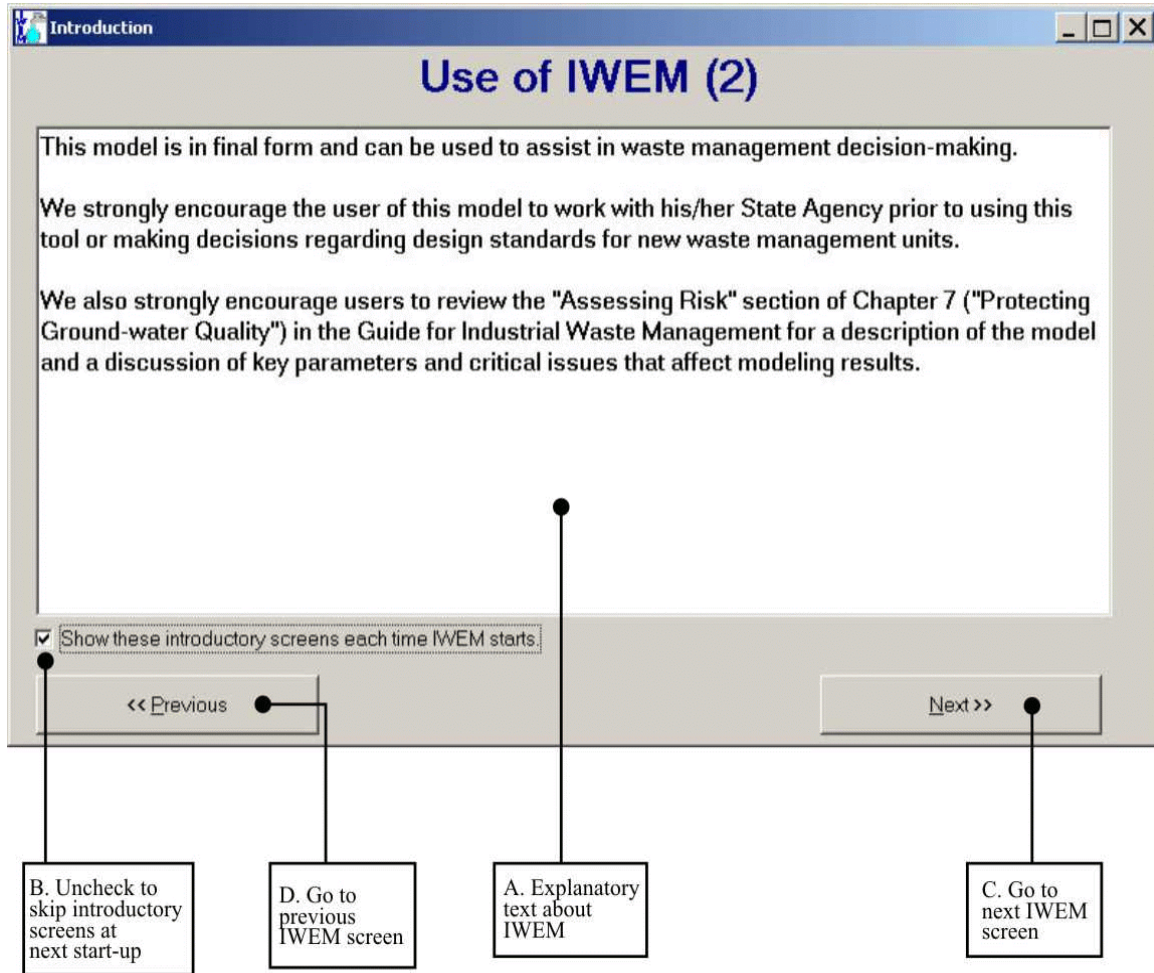 Introduction
Use of IWEM (2)
This model is in final form and can be used to assist in waste management decision-making.
We strongly encourage the user of this model to work with his/her State Agency prior to using this
tool or making decisions regarding design standards for new waste management units.
We also strongly encourage users to review the "Assessing Risk" section of Chapter 7 ("Protecting
Ground-water Quality") in the Guide for Industrial Waste Management for a description of the model
and a discussion of key parameters and critical issues that affect modeling results.
Show these introductory screens each time IWEM starts.
<< Previous
Next >>
B. Uncheck to
skip introductory
screens at
next start-up
D. Go to
previous
IWEM screen
A. Explanatory
text about
IWEM
C. Go to
next IWEM
screen